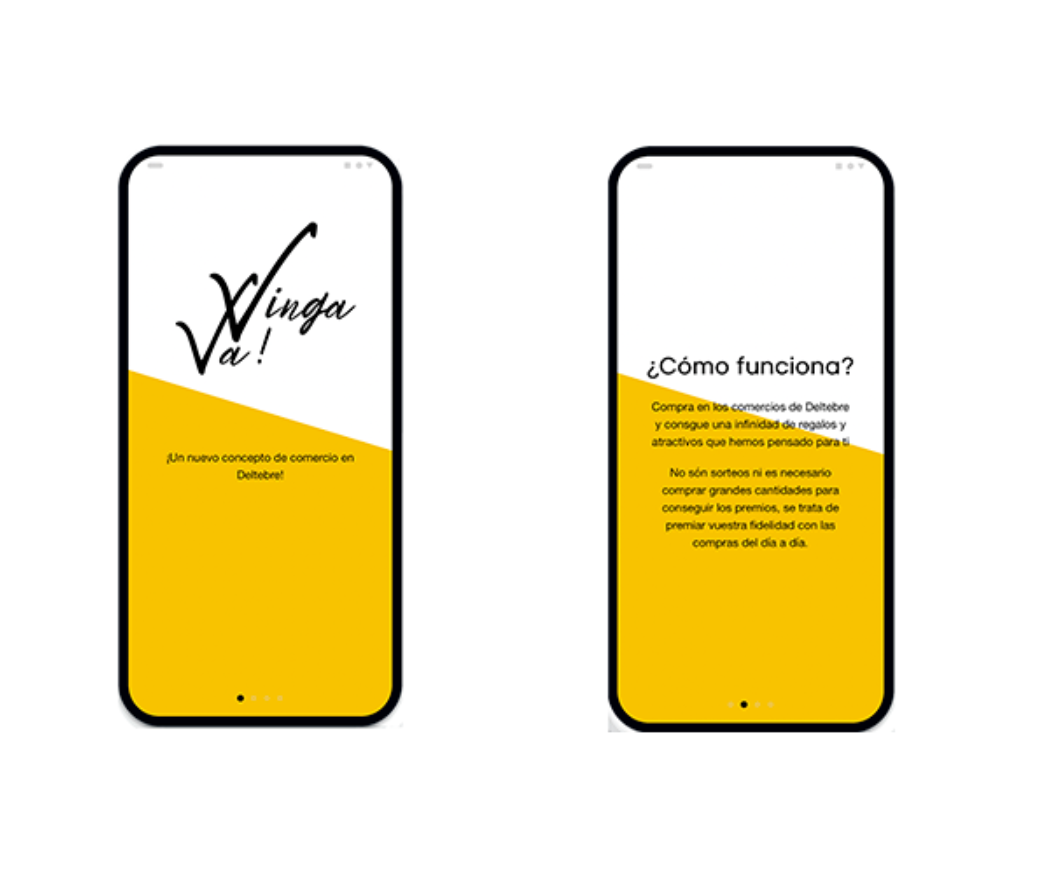 Vinga
Va!
¡Un nuevo concepto de comercio en
Deltebre!
¿Cómo funciona?
Compra en los comercios de Deltebre
y consgue una infinidad de regalos y
atractivos que hemos pensado para ti
No són sorteos ni es necesario
comprar grandes cantidades para
conseguir los premios, se trata de
premiar vuestra fidelidad con las
compras del día a día.